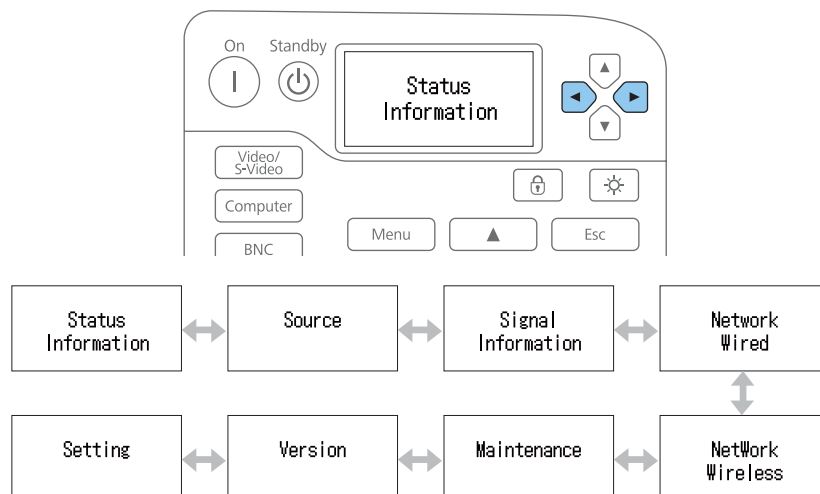 On
Standby
Status
Information
Video/
S-Video
Computer
BNC
Menu
Esc
Status
Information
Source
Signal
Information
Network
Wired
Setting
Version
Maintenance
NetWork
Wireless